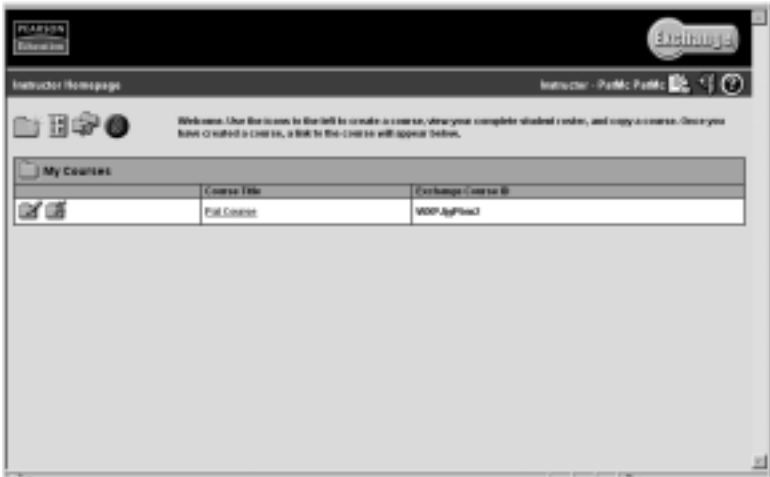 PEARSON
Education
Exchange
Instructor Homepage
Instructor - PatMc PatMc
Welcome. Use the icons to the left to create a course, view your complete student roster, and copy a course. Once you
have created a course, a link to the course will appear below.
My Courses
Course Title
Exchange Course ID
Course